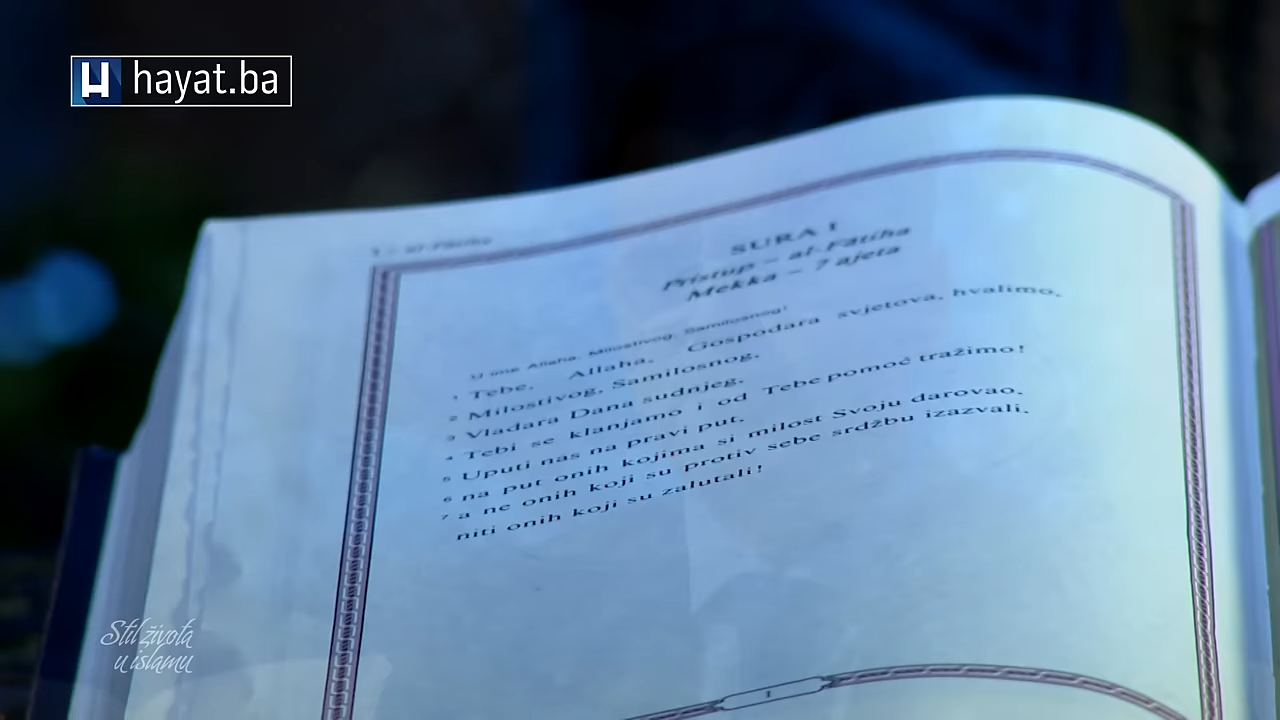 hayat.ba
1 – al-Fatiha
SURA 1
Pristup – al-Fatiha
Mekka – 7 ajeta
U ime Allaha, Milostivog, Samilosnog!
1 Tebe, Allaha, Gospodara svjetova, hvalimo,
2 Milostivog, Samilosnog,
3 Vladara Dana sudnjeg,
4 Tebi se klanjamo i od Tebe pomoć tražimo!
5 Uputi nas na pravi put,
6 na put onih kojima si milost Svoju darovao,
7 a ne onih koji su protiv sebe srdžbu izazvali,
niti onih koji su zalutali!
Stil života
u islamu
1